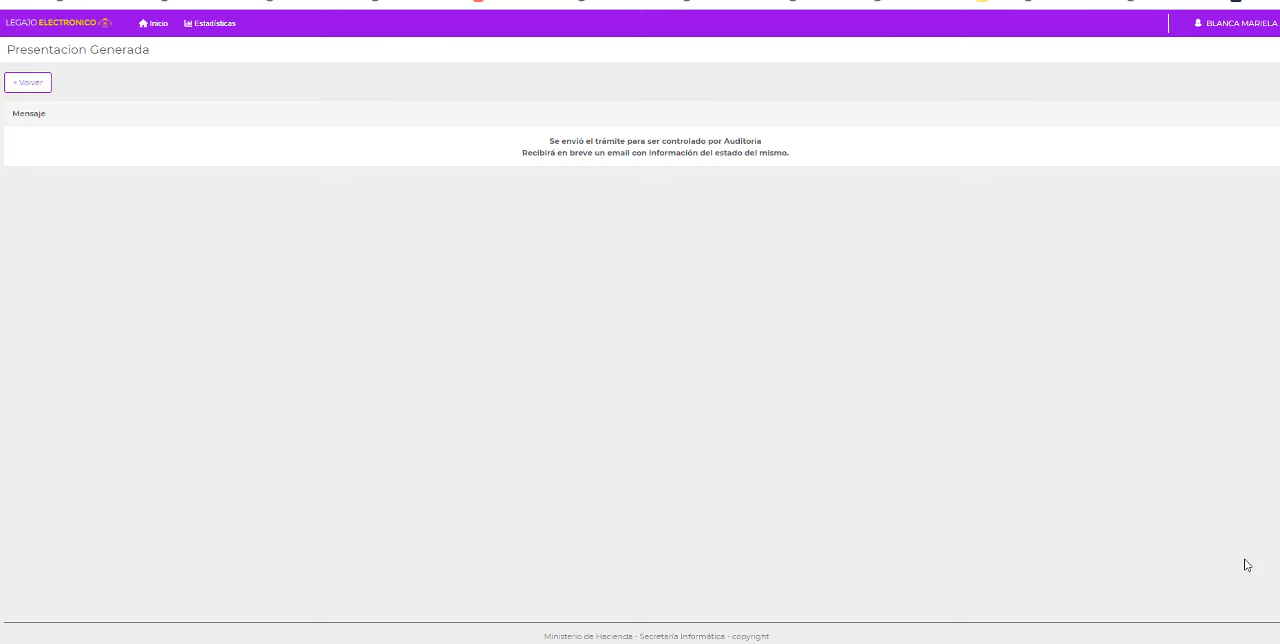 LEGAJO ELECTRONICO
Inicio
Estadísticas
BLANCA MARIELA
Presentacion Generada
< Volver
Mensaje
Se envió el trámite para ser controlado por Auditoría
Recibirá en breve un email con información del estado del mismo.
Ministerio de Hacienda - Secretaría Informática - copyright